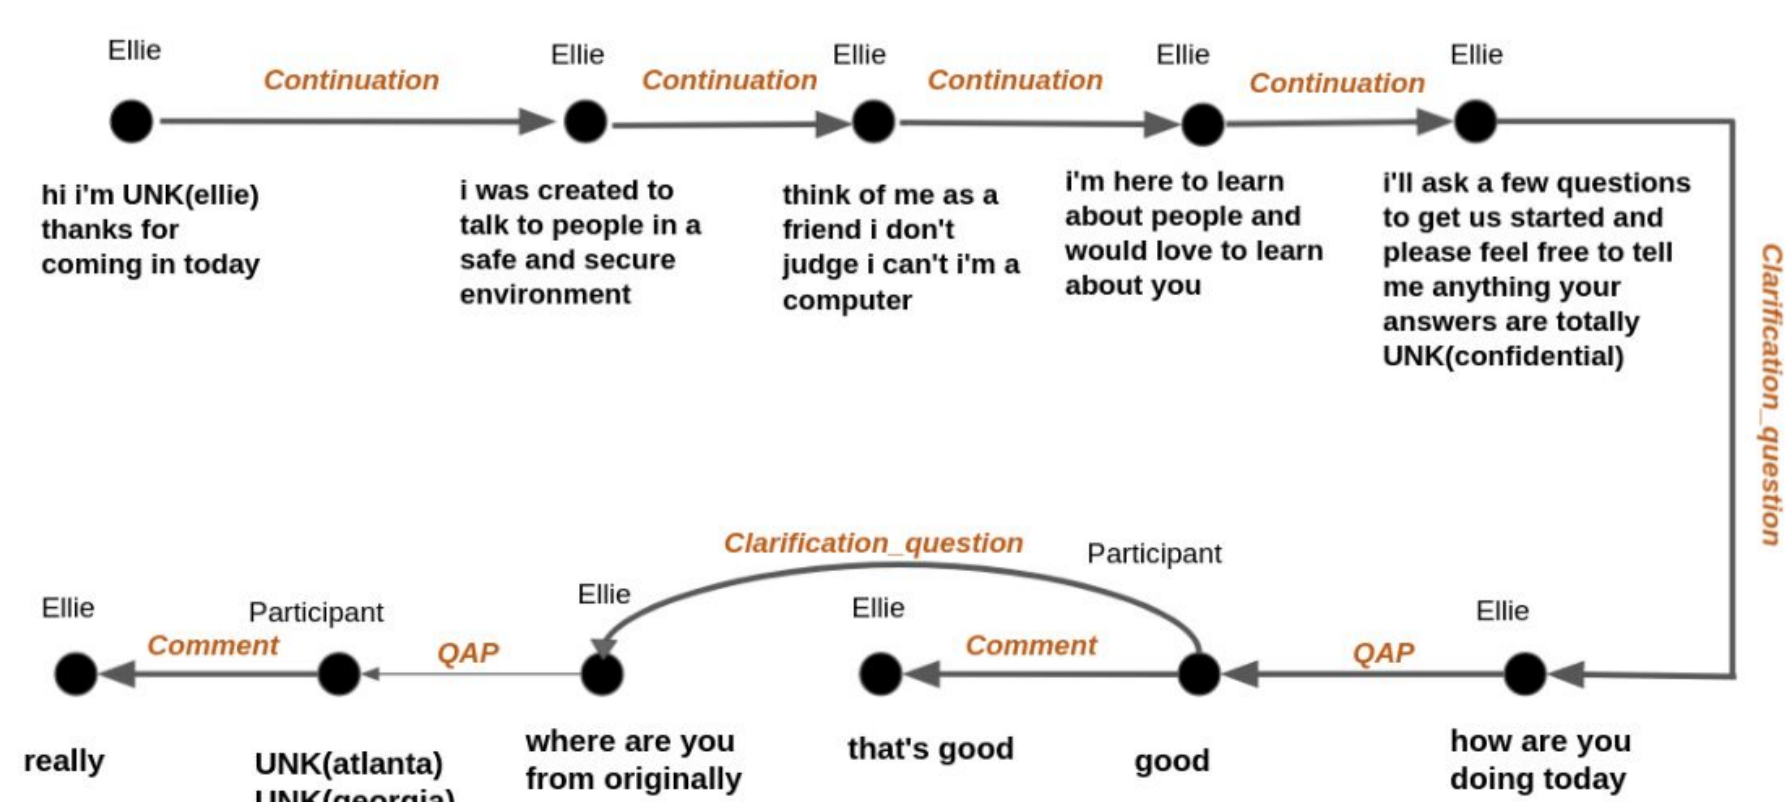 Ellie
Ellie
Ellie
Ellie
Ellie
Continuation
Continuation
Continuation
Continuation
hi i'm UNK(ellie)
thanks for
coming in today
i was created to
talk to people in a
safe and secure
environment
think of me as a
friend i don't
judge i can't i'm a
computer
i'm here to learn
about people and
would love to learn
about you
i'll ask a few questions
to get us started and
please feel free to tell
me anything your
answers are totally
UNK(confidential)
Clarification_question
Clarification_question
Participant
Ellie
Ellie
Participant
Ellie
Ellie
Comment
QAP
Comment
QAP
really
UNK(atlanta)
UNK(georgia)
where are you
from originally
that's good
good
how are you
doing today